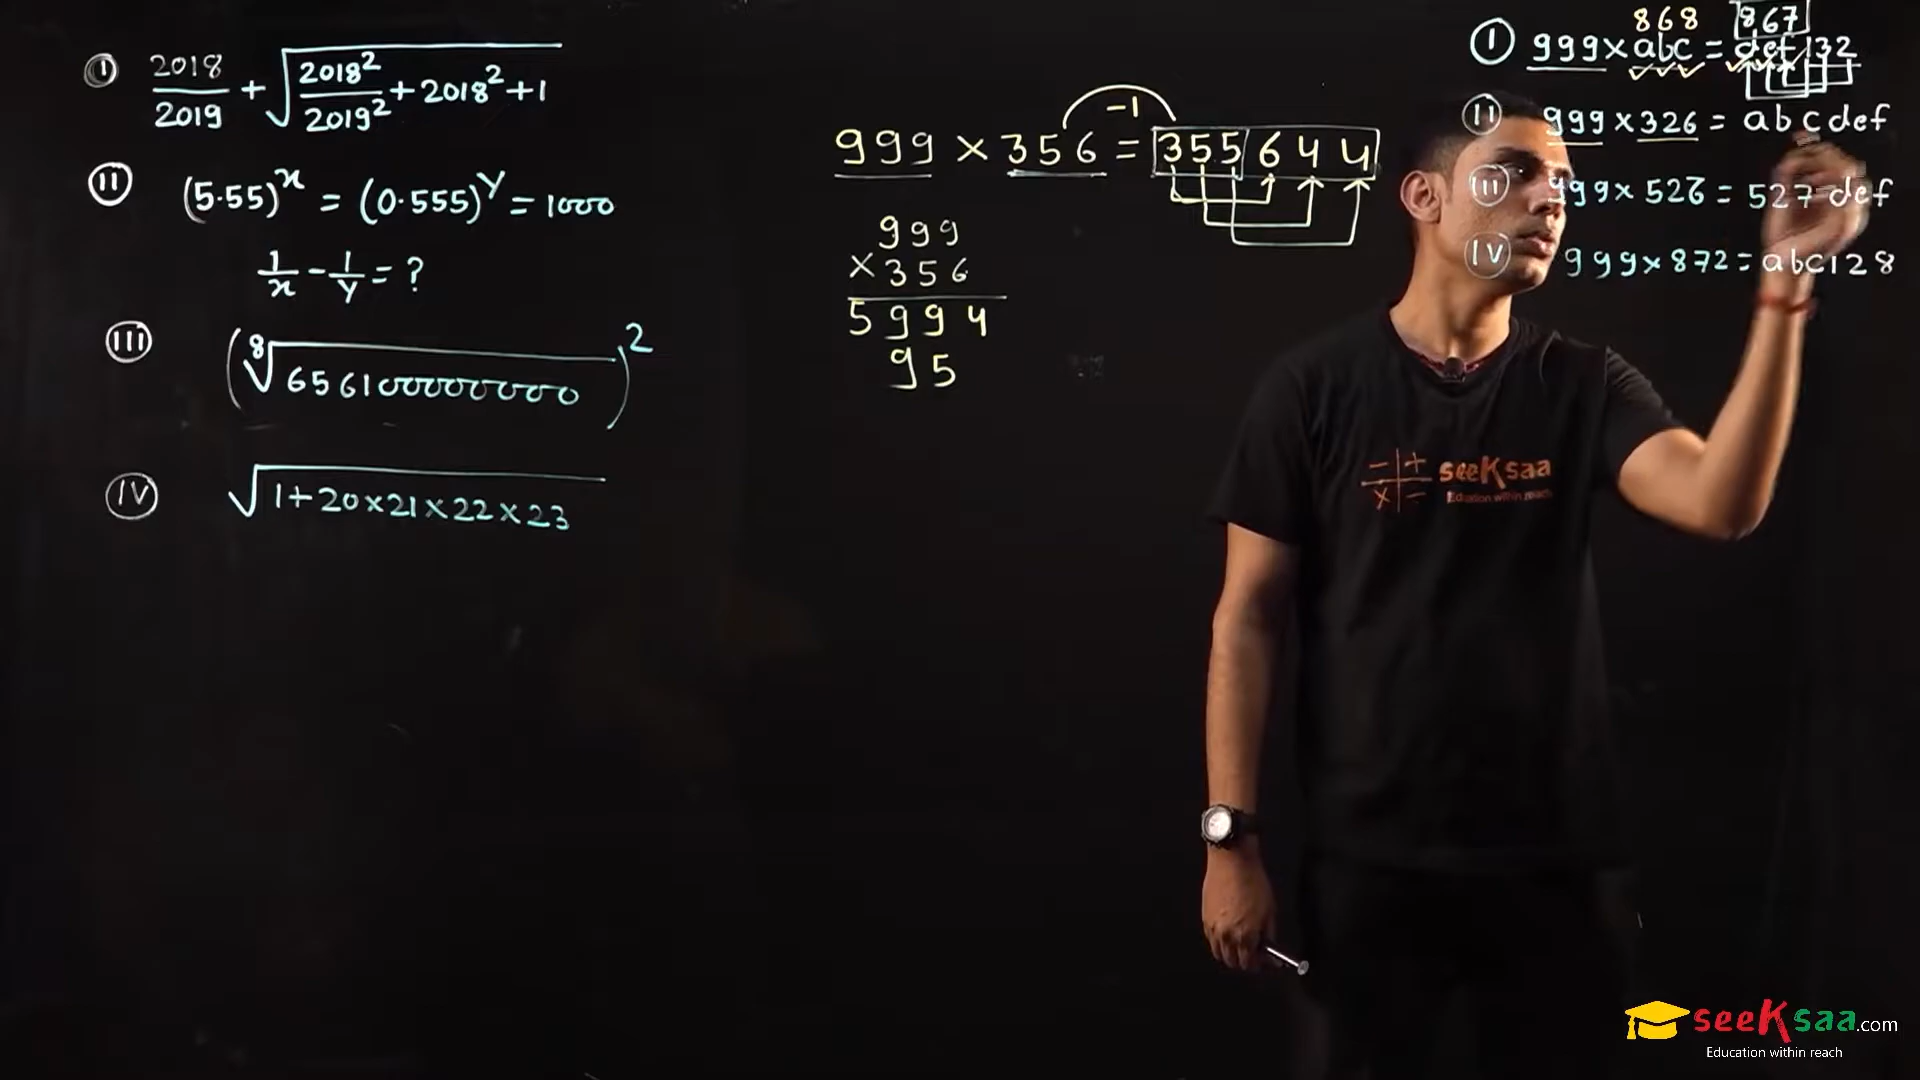 I 2018/2019 + √(2018²/2019² + 2018² + 1)
II (5.55)ˣ = (0.555)ʸ = 1000
1/x - 1/y = ?
III (⁸√656100000000)²
IV √1+20×21×22×23
-1
999 × 356 = 355644
999
×356
5994
95
868 867
I 999×abc = def132
II 999×326 = abcdef
III 999×526 = 527def
IV 999×872 = abc128
- +
× -
seeKsaa
Education within reach
seeKsaa.com
Education within reach